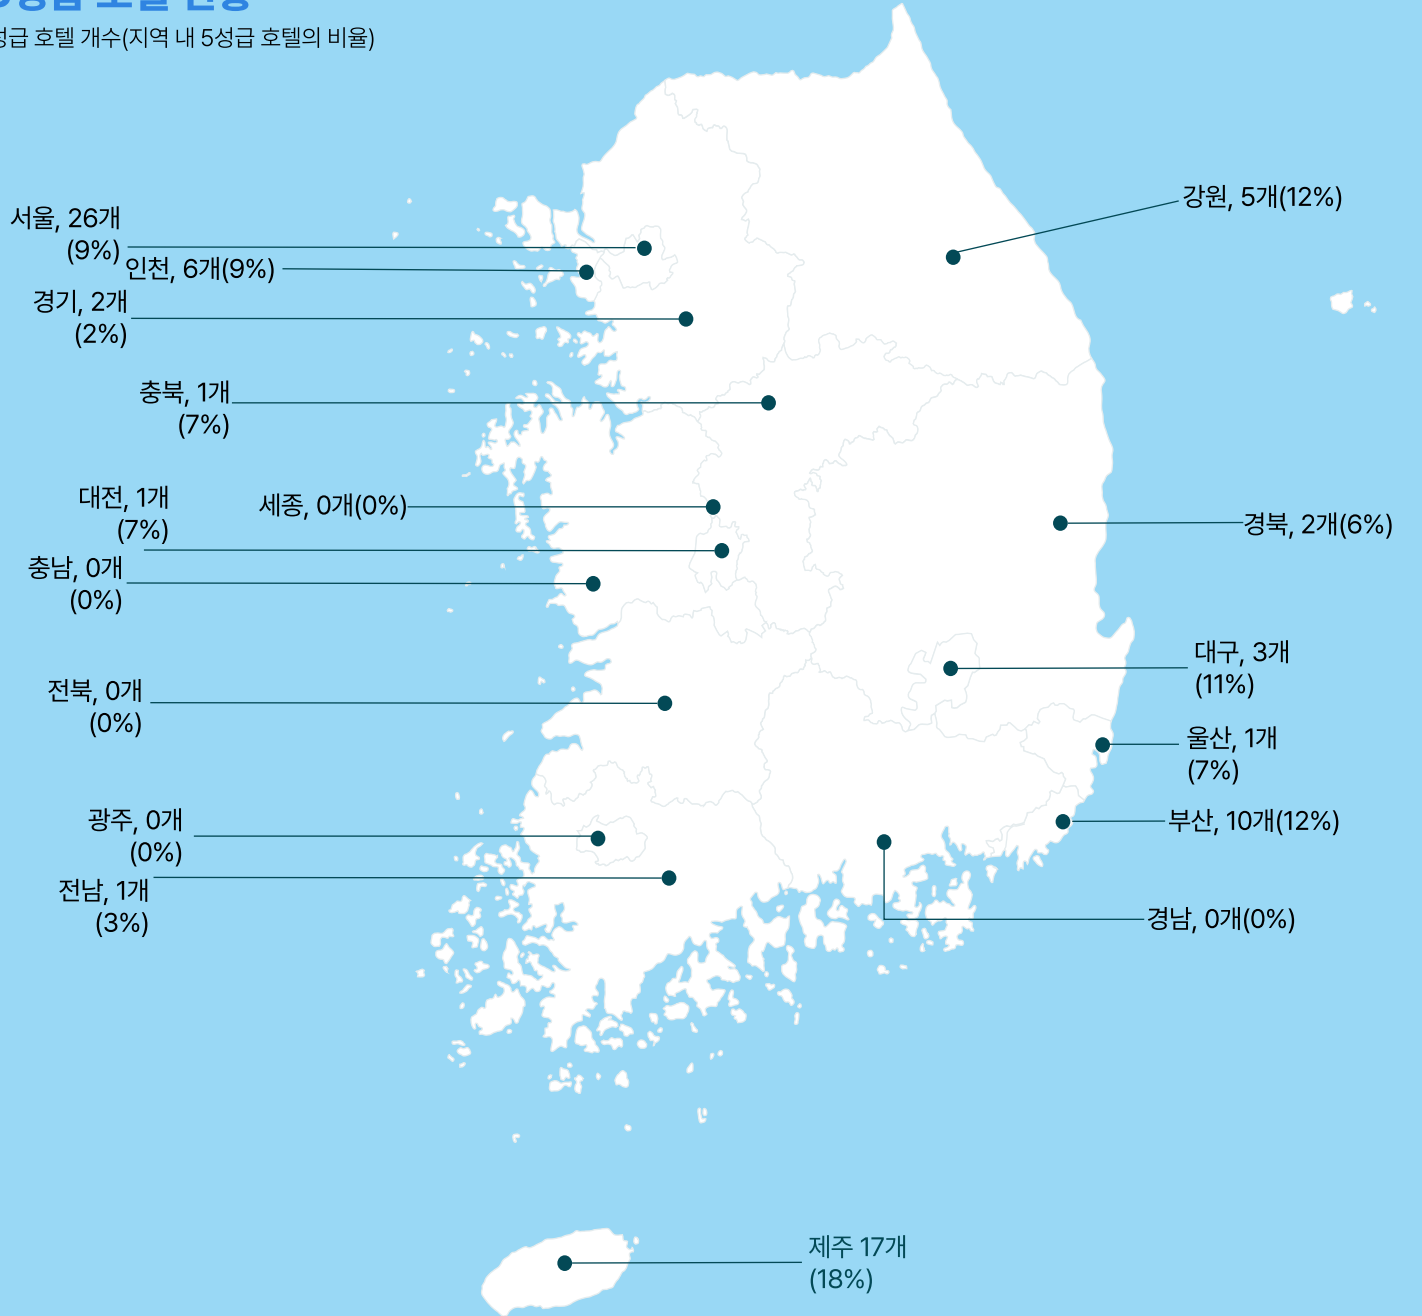 호텔
급 호텔 개수(지역 내 5성급 호텔의 비율)
서울, 26개
(9%)
인천, 6개(9%)
경기, 2개
(2%)
강원, 5개(12%)
충북, 1개
(7%)
대전, 1개
(7%)
세종, 0개(0%)
충남, 0개
(0%)
경북, 2개(6%)
전북, 0개
(0%)
대구, 3개
(11%)
울산, 1개
(7%)
광주, 0개
(0%)
부산, 10개(12%)
전남, 1개
(3%)
경남, 0개(0%)
제주 17개
(18%)